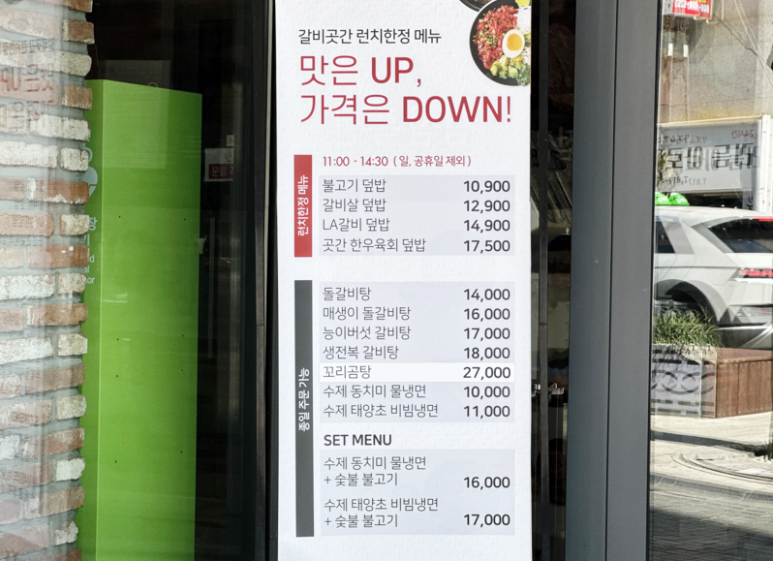 갈비곳간 런치한정 메뉴
맛은 UP,
가격은 DOWN!
런치한정 메뉴
11:00 - 14:30 ( 일, 공휴일 제외 )
불고기 덮밥 10,900
갈비살 덮밥 12,900
LA갈비 덮밥 14,900
곳간 한우육회 덮밥 17,500
종일 주문 가능
돌갈비탕 14,000
매생이 돌갈비탕 16,000
능이버섯 갈비탕 17,000
생전복 갈비탕 18,000
꼬리곰탕 27,000
수제 동치미 물냉면 10,000
수제 태양초 비빔냉면 11,000
SET MENU
수제 동치미 물냉면
+ 숯불 불고기 16,000
수제 태양초 비빔냉면
+ 숯불 불고기 17,000